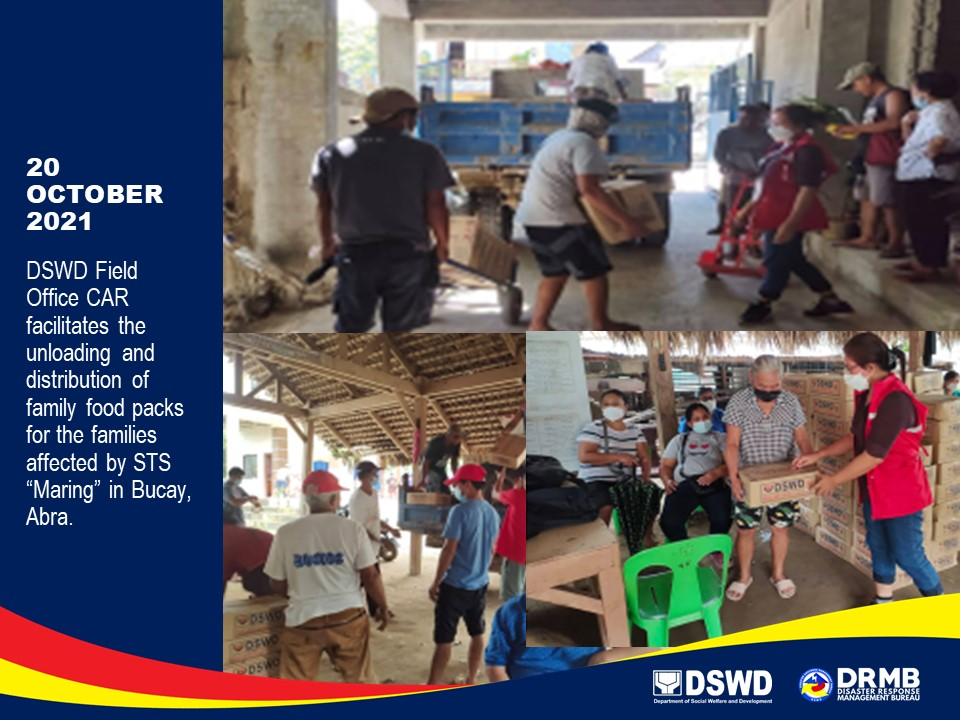 20
OCTOBER
2021
DSWD Field
Office CAR
facilitates the
unloading and
distribution of
family food packs
for the families
affected by STS
“Maring” in Bucay,
Abra.
DSWD
DSWD
DSWD
DSWD
Department of Social Welfare and Development
DRMB
DISASTER RESPONSE
MANAGEMENT BUREAU